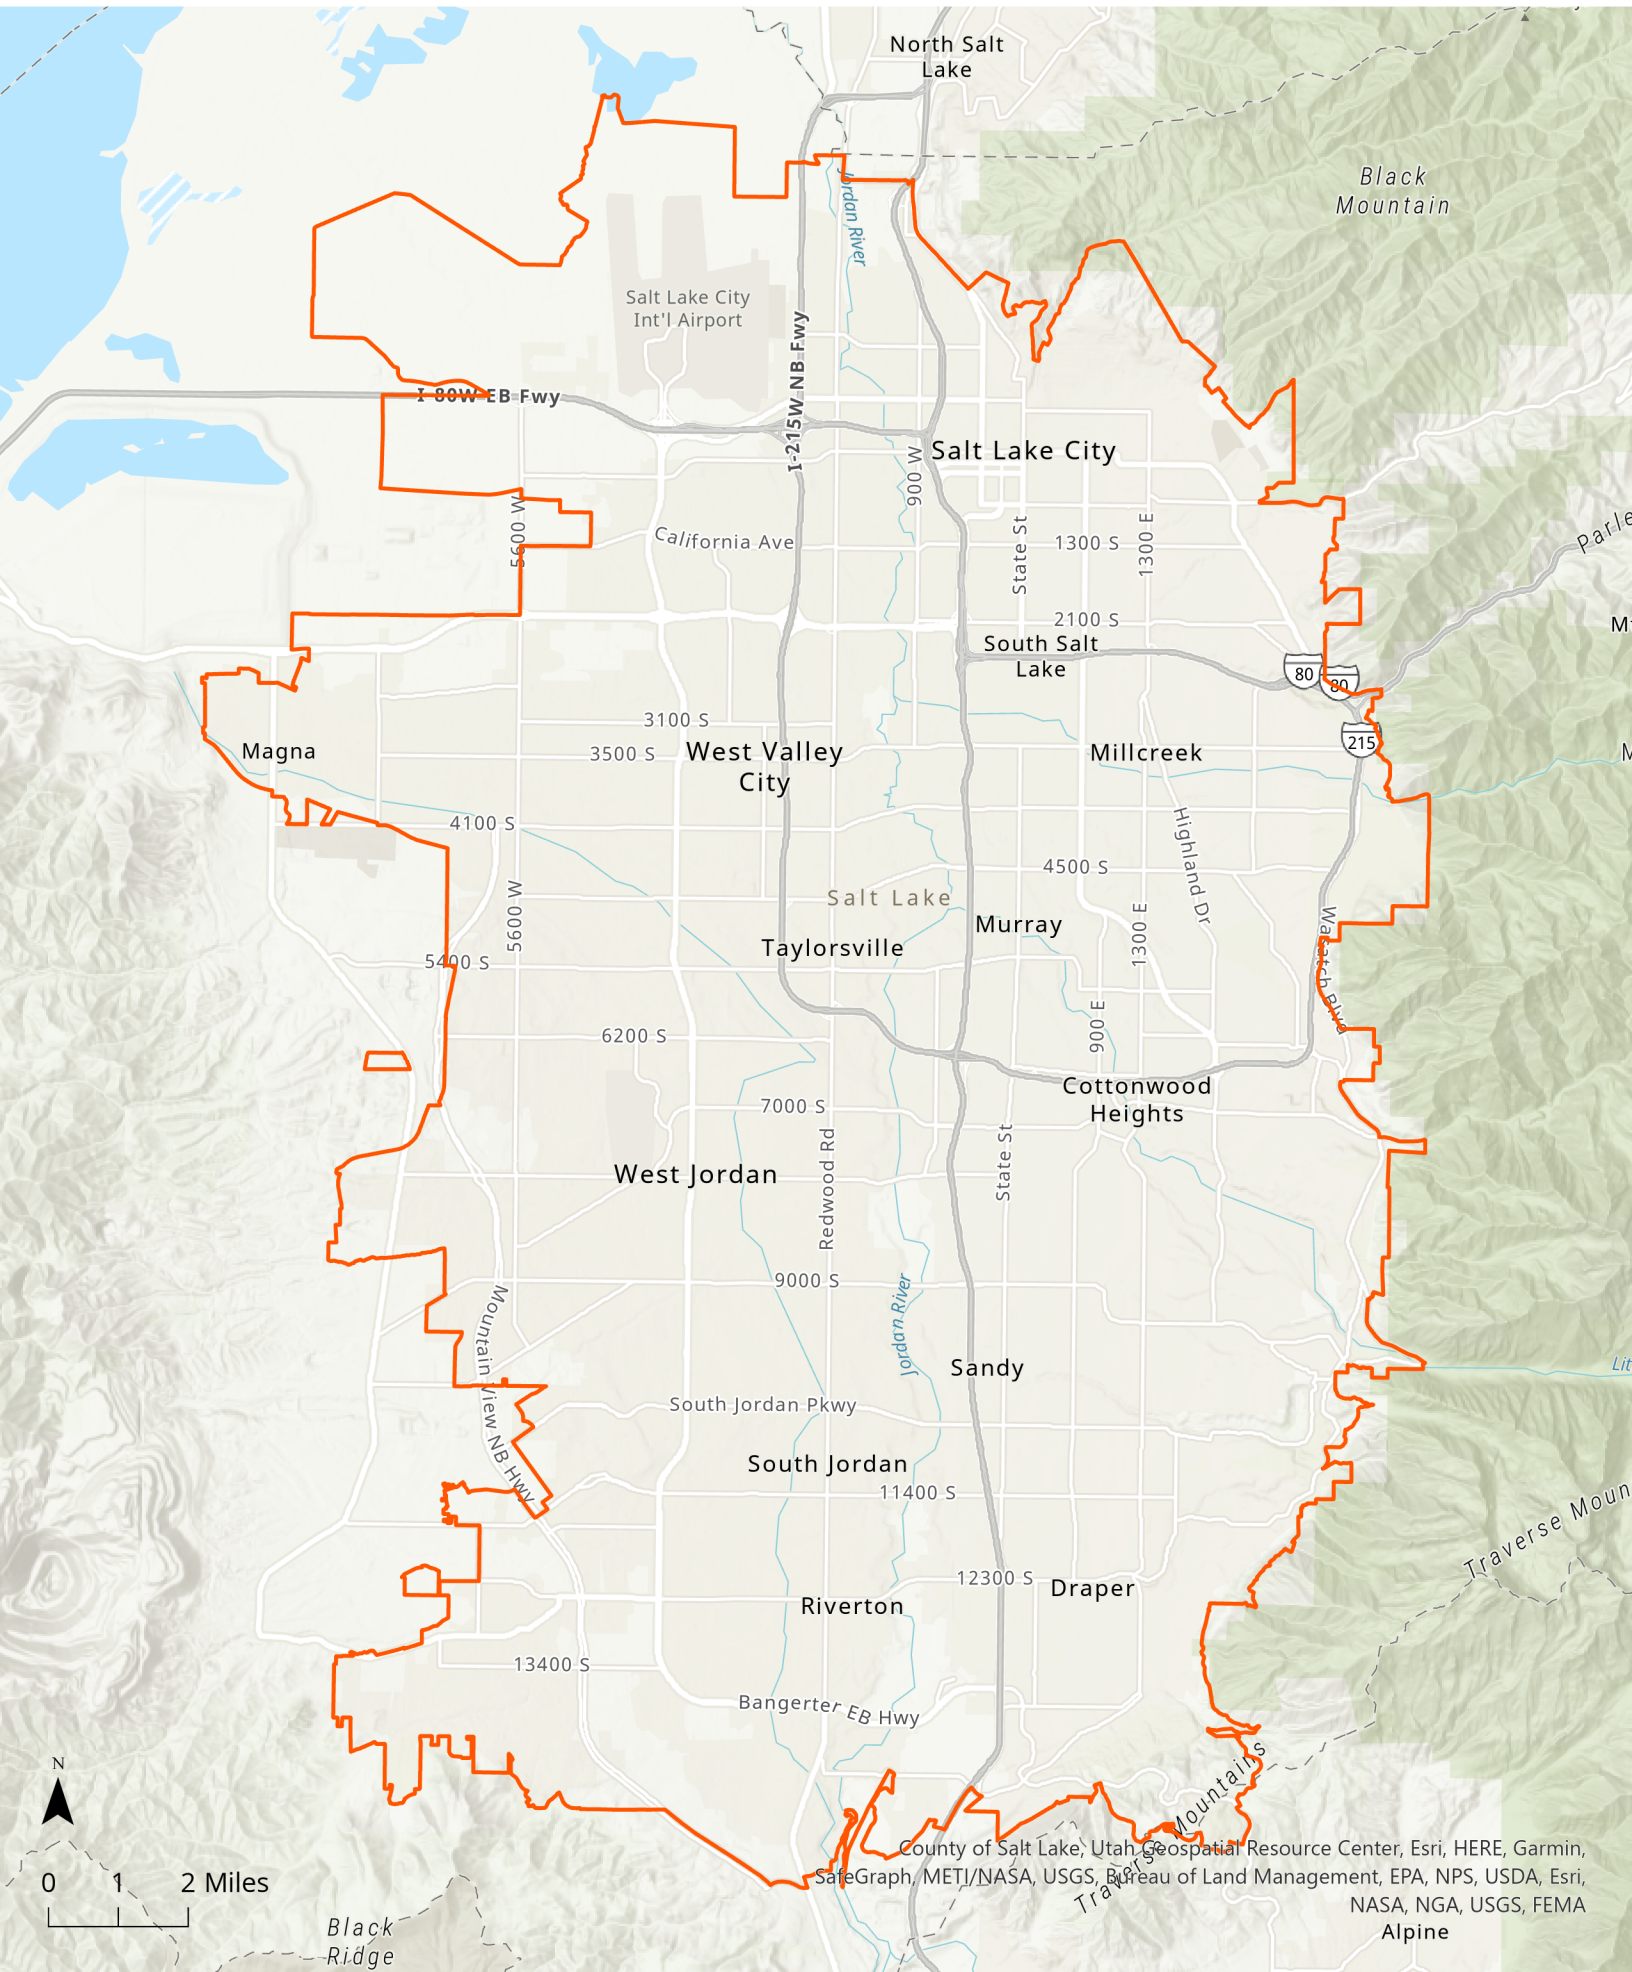 North Salt
Lake
Black
Mountain
Jordan River
Salt Lake City
Int'l Airport
I-215W NB Fwy
I 80W EB Fwy
Salt Lake City
900 W
5600 W
California Ave
State St
1300 S
1300 E
Parle
2100 S
South Salt
Lake
80
80
215
3100 S
Magna
West Valley
City
3500 S
Millcreek
4100 S
Highland Dr
4500 S
Salt Lake
5600 W
Murray
1300 E
Taylorsville
5400 S
Wasatch Blvd
6200 S
900 E
Cottonwood
Heights
7000 S
Redwood Rd
State St
West Jordan
9000 S
Mountain View NB Hwy
Jordan River
Sandy
Lit
South Jordan Pkwy
South Jordan
11400 S
Traverse Moun
12300 S
Draper
Riverton
13400 S
Bangerter EB Hwy
Traverse Mountains
N
0 1 2 Miles
County of Salt Lake, Utah Geospatial Resource Center, Esri, HERE, Garmin,
SafeGraph, METI/NASA, USGS, Bureau of Land Management, EPA, NPS, USDA, Esri,
NASA, NGA, USGS, FEMA
Alpine
Black
Ridge